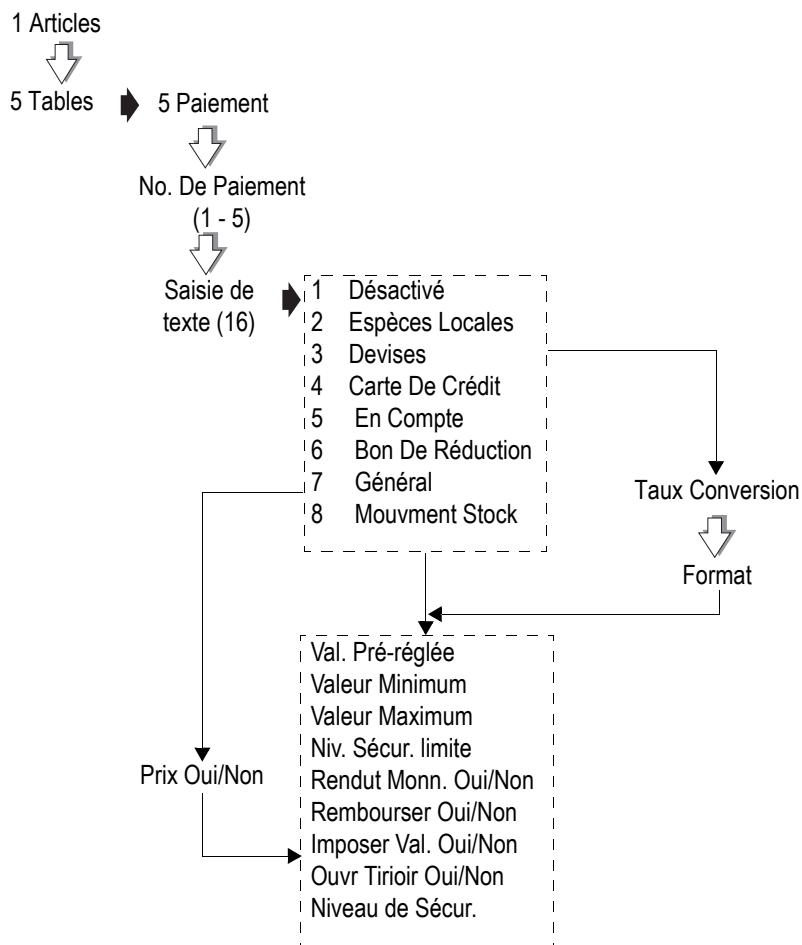 1 Articles
5 Tables
5 Paiement
No. De Paiement
(1 - 5)
Saisie de
texte (16)
1 Désactivé
2 Espèces Locales
3 Devises
4 Carte De Crédit
5 En Compte
6 Bon De Réduction
7 Général
8 Mouvment Stock
Taux Conversion
Format
Prix Oui/Non
Val. Pré-réglée
Valeur Minimum
Valeur Maximum
Niv. Sécur. limite
Rendut Monn. Oui/Non
Rembourser Oui/Non
Imposer Val. Oui/Non
Ouvr Tirioir Oui/Non
Niveau de Sécur.